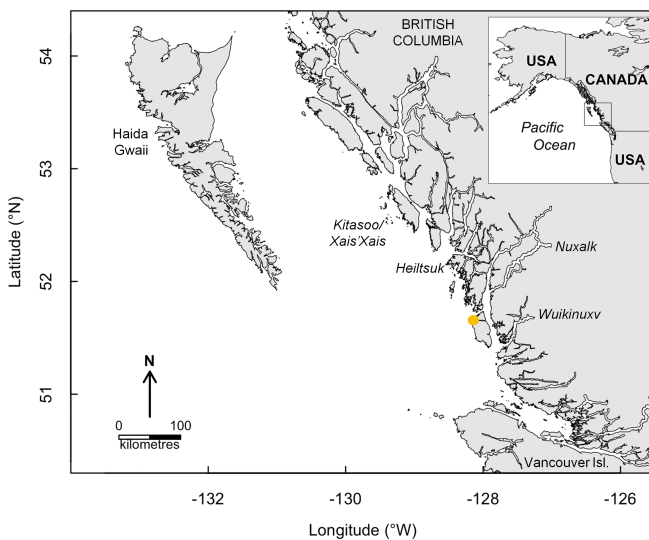 BRITISH
COLUMBIA
USA
CANADA
Pacific
Ocean
USA
Haida
Gwaii
Kitasoo/
Xais'Xais
Heiltsuk
Nuxalk
Wuikinuxv
N
0 100
kilometres
Vancouver Isl.
54
53
52
51
Latitude (°N)
-132 -130 -128 -126
Longitude (°W)